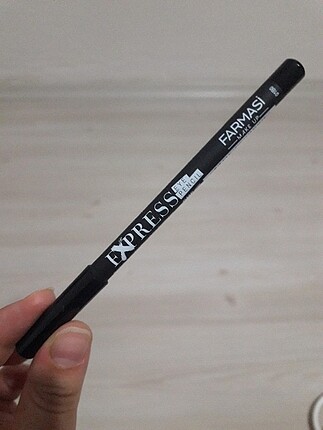 EXPRESS
EYE
PENCIL
FARMASi
MAKE UP